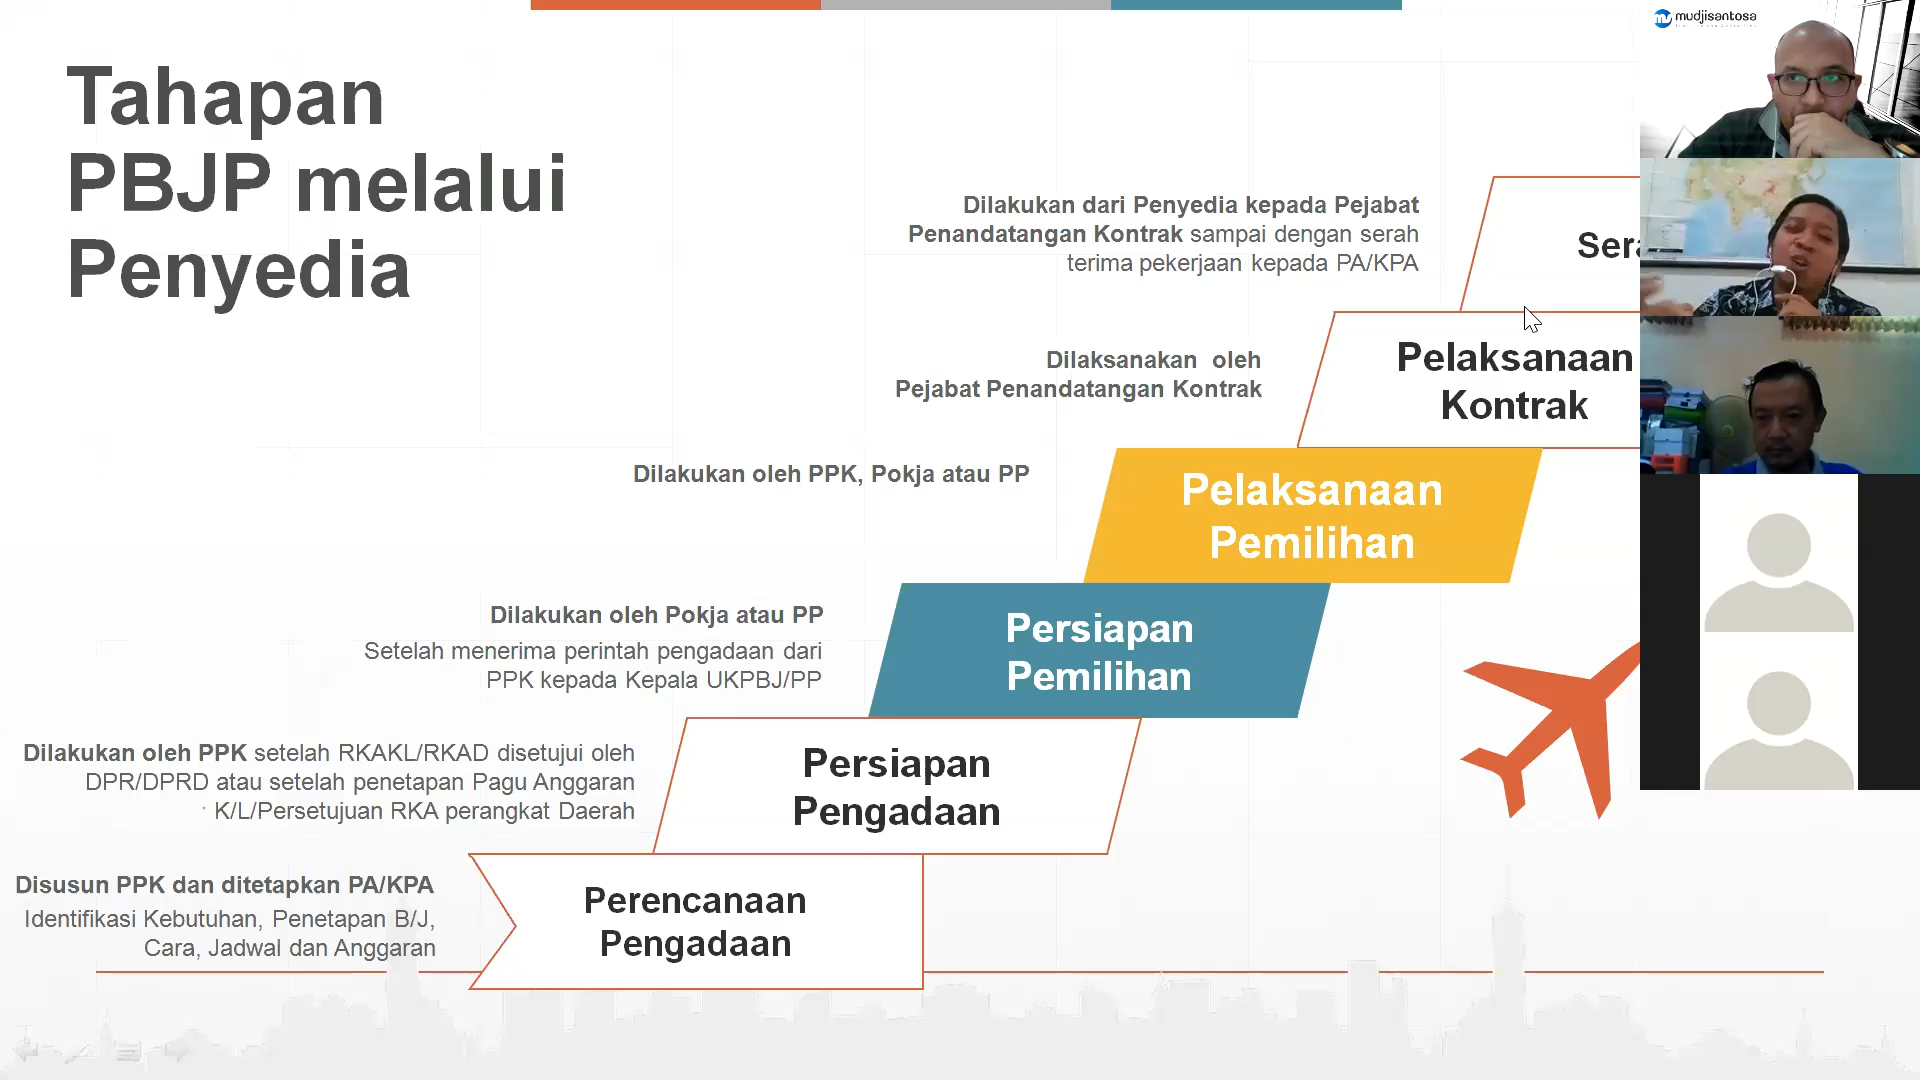 Tahapan
PBJP melalui
Penyedia
mudjisantosa
Dilakukan dari Penyedia kepada Pejabat
Penandatangan Kontrak sampai dengan serah
terima pekerjaan kepada PA/KPA
Sera
Dilaksanakan oleh
Pejabat Penandatangan Kontrak
Pelaksanaan
Kontrak
Dilakukan oleh PPK, Pokja atau PP
Pelaksanaan
Pemilihan
Dilakukan oleh Pokja atau PP
Setelah menerima perintah pengadaan dari
PPK kepada Kepala UKPBJ/PP
Persiapan
Pemilihan
Dilakukan oleh PPK setelah RKAKL/RKAD disetujui oleh
DPR/DPRD atau setelah penetapan Pagu Anggaran
K/L/Persetujuan RKA perangkat Daerah
Persiapan
Pengadaan
Disusun PPK dan ditetapkan PA/KPA
Identifikasi Kebutuhan, Penetapan B/J,
Cara, Jadwal dan Anggaran
Perencanaan
Pengadaan